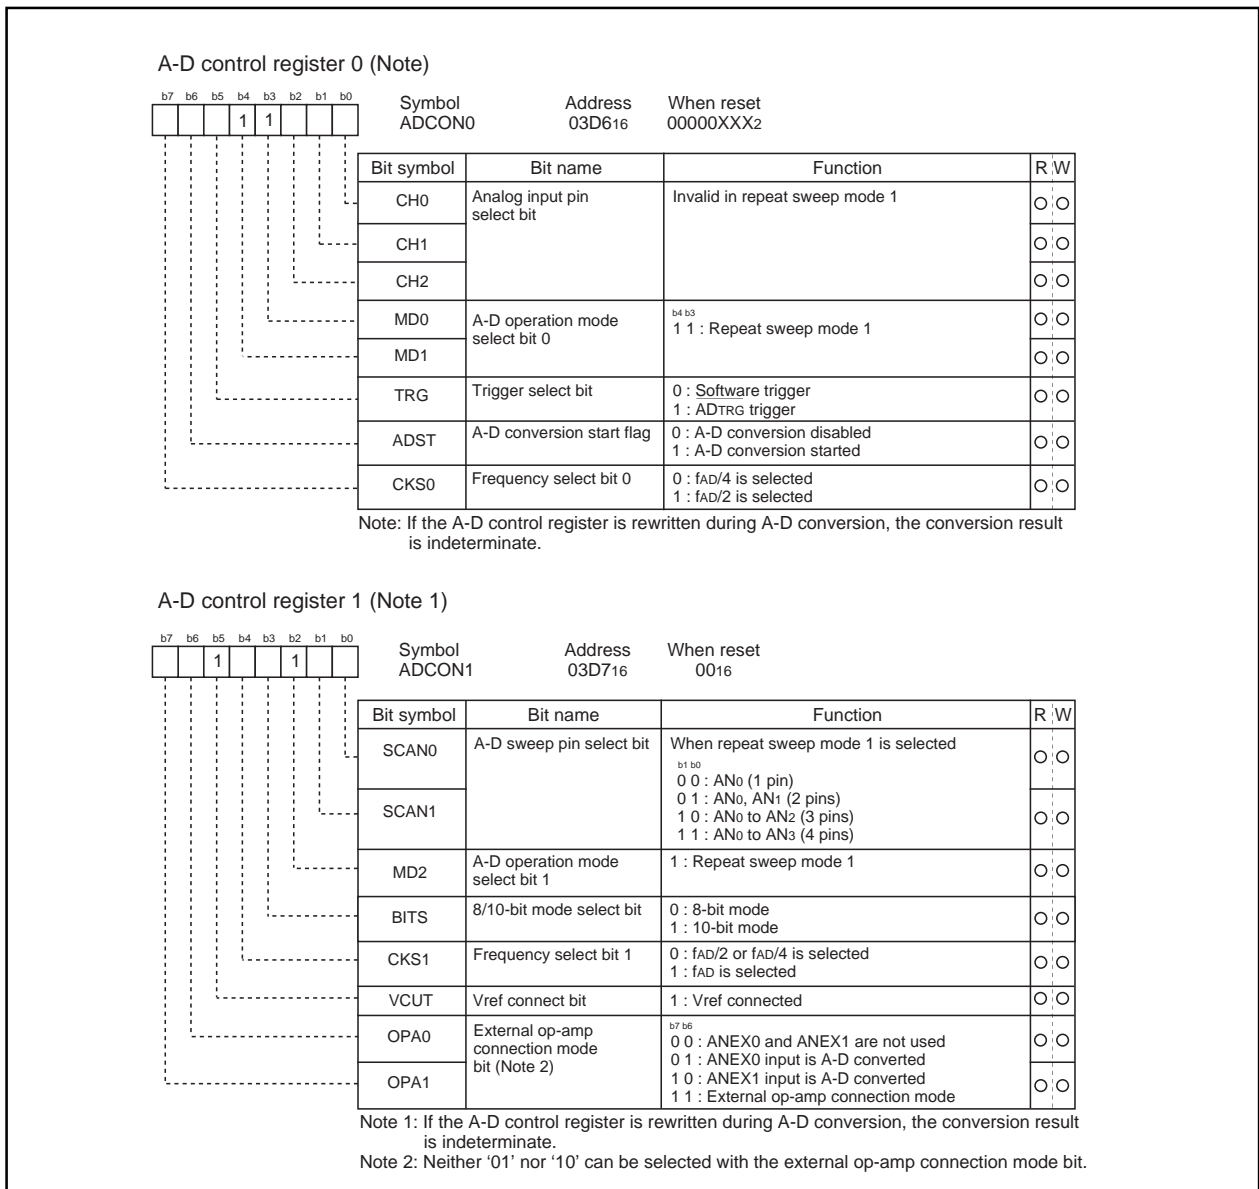 A-D control register 0 (Note)
b7 b6 b5 b4 b3 b2 b1 b0
1 1
Symbol Address When reset
ADCON0 03D616 00000XXX2
Bit symbol Bit name Function R W
CH0 Analog input pin select bit Invalid in repeat sweep mode 1
CH1
CH2
MD0 A-D operation mode select bit 0 b4 b3
1 1 : Repeat sweep mode 1
MD1
TRG Trigger select bit 0 : Software trigger
1 : ADTRG trigger
ADST A-D conversion start flag 0 : A-D conversion disabled
1 : A-D conversion started
CKS0 Frequency select bit 0 0 : fAD/4 is selected
1 : fAD/2 is selected
Note: If the A-D control register is rewritten during A-D conversion, the conversion result
is indeterminate.
A-D control register 1 (Note 1)
b7 b6 b5 b4 b3 b2 b1 b0
1 1
Symbol Address When reset
ADCON1 03D716 0016
Bit symbol Bit name Function R W
SCAN0 A-D sweep pin select bit When repeat sweep mode 1 is selected
b1 b0
0 0 : AN0 (1 pin)
0 1 : AN0, AN1 (2 pins)
1 0 : AN0 to AN2 (3 pins)
1 1 : AN0 to AN3 (4 pins)
SCAN1
MD2 A-D operation mode select bit 1 1 : Repeat sweep mode 1
BITS 8/10-bit mode select bit 0 : 8-bit mode
1 : 10-bit mode
CKS1 Frequency select bit 1 0 : fAD/2 or fAD/4 is selected
1 : fAD is selected
VCUT Vref connect bit 1 : Vref connected
OPA0 External op-amp connection mode bit (Note 2) b7 b6
0 0 : ANEX0 and ANEX1 are not used
0 1 : ANEX0 input is A-D converted
1 0 : ANEX1 input is A-D converted
1 1 : External op-amp connection mode
OPA1
Note 1: If the A-D control register is rewritten during A-D conversion, the conversion result
is indeterminate.
Note 2: Neither ‘01’ nor ‘10’ can be selected with the external op-amp connection mode bit.